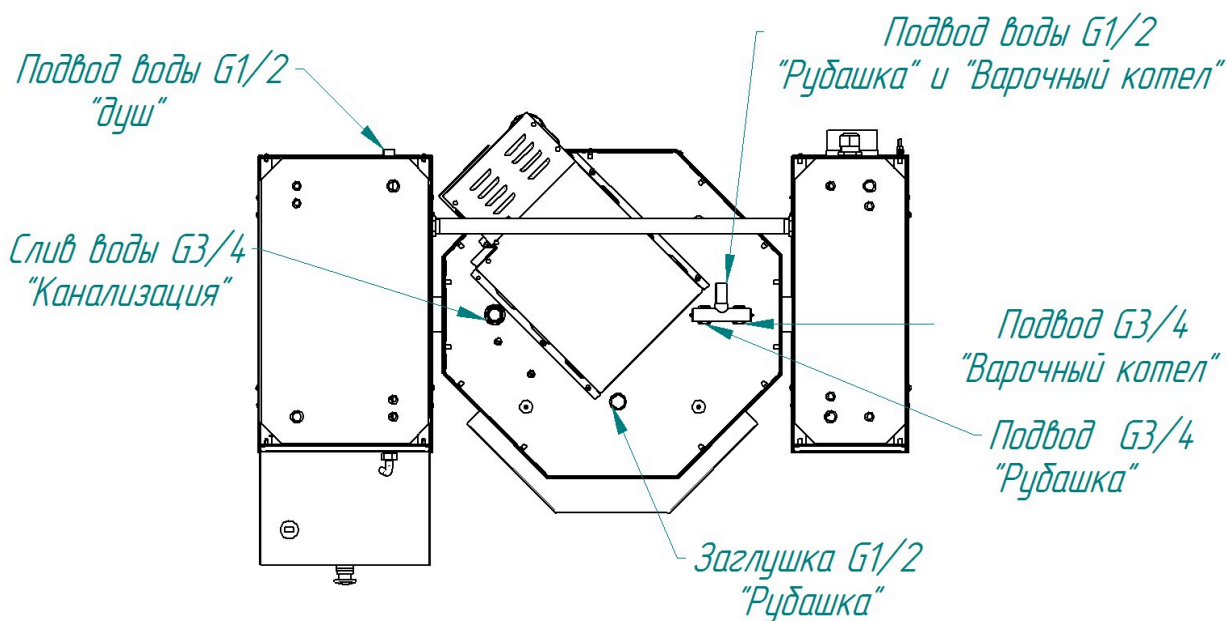 Подвод воды G1/2
"Рубашка" и "Варочный котел"
Подвод воды G1/2
"душ"
Слив воды G3/4
"Канализация"
Подвод G3/4
"Варочный котел"
Подвод G3/4
"Рубашка"
Заглушка G1/2
"Рубашка"